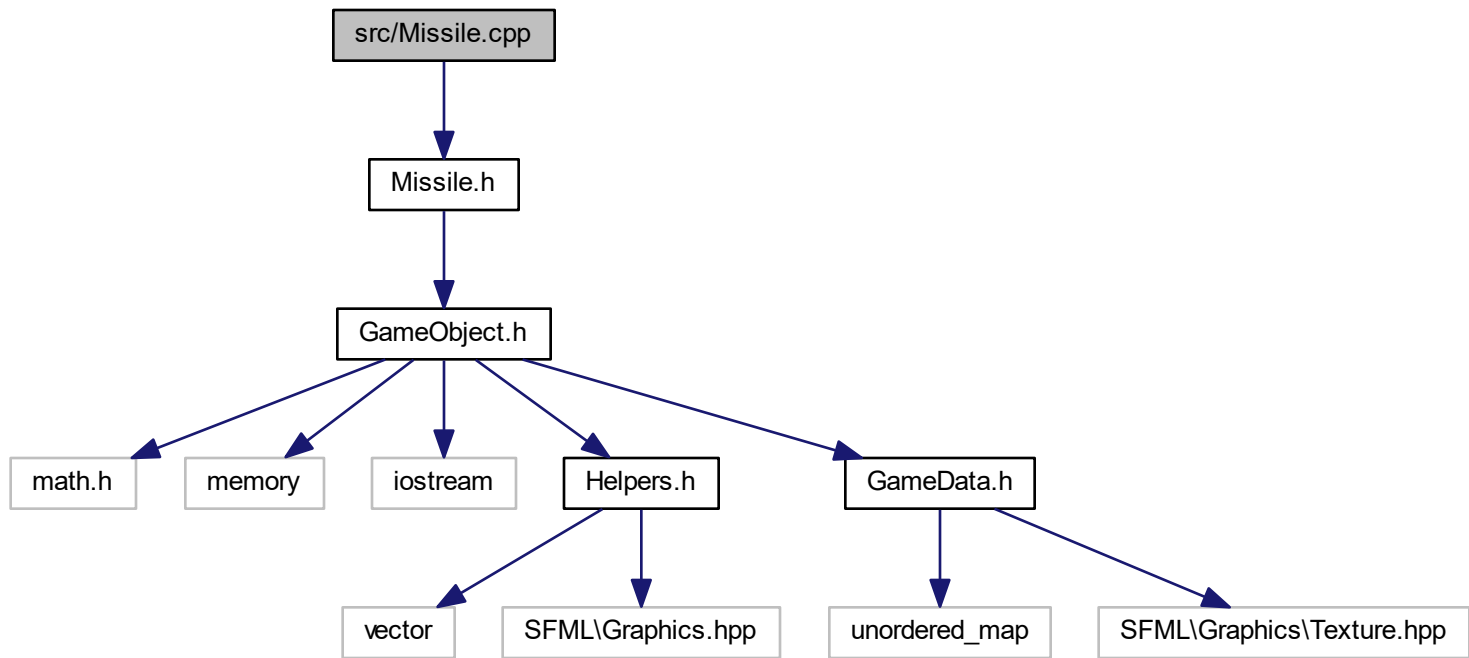 src/Missile.cpp
Missile.h
GameObject.h
math.h
memory
iostream
Helpers.h
GameData.h
vector
SFML\Graphics.hpp
unordered_map
SFML\Graphics\Texture.hpp